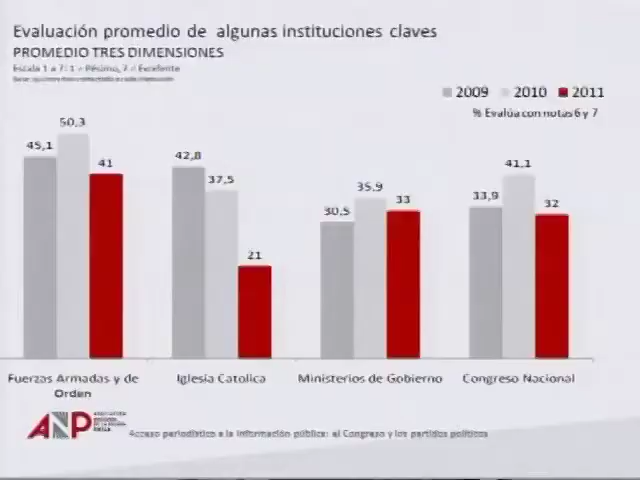 Evaluación promedio de algunas instituciones claves
PROMEDIO TRES DIMENSIONES
Escala 1 a 7: 1 = Pésimo, 7 = Excelente
2009 2010 2011
% Evalúa con notas 6 y 7
45,1 50,3 41
42,8 37,5 21
30,5 35,9 33
33,9 41,1 32
Fuerzas Armadas y de
Orden
Iglesia Catolica
Ministerios de Gobierno
Congreso Nacional
ANP
Acceso periodístico a la información pública: el Congreso y los partidos políticos